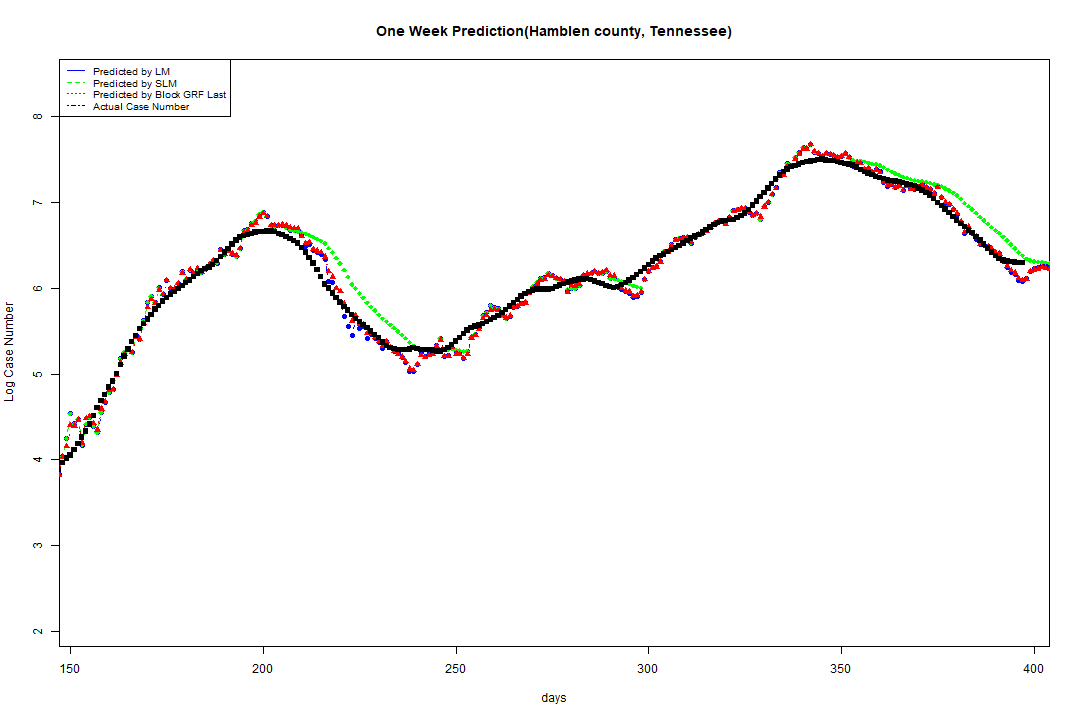 One Week Prediction(Hamblen county, Tennessee)
Predicted by LM
Predicted by SLM
Predicted by Block GRF Last
Actual Case Number
8
7
6
5
4
3
2
Log Case Number
150 200 250 300 350 400
days